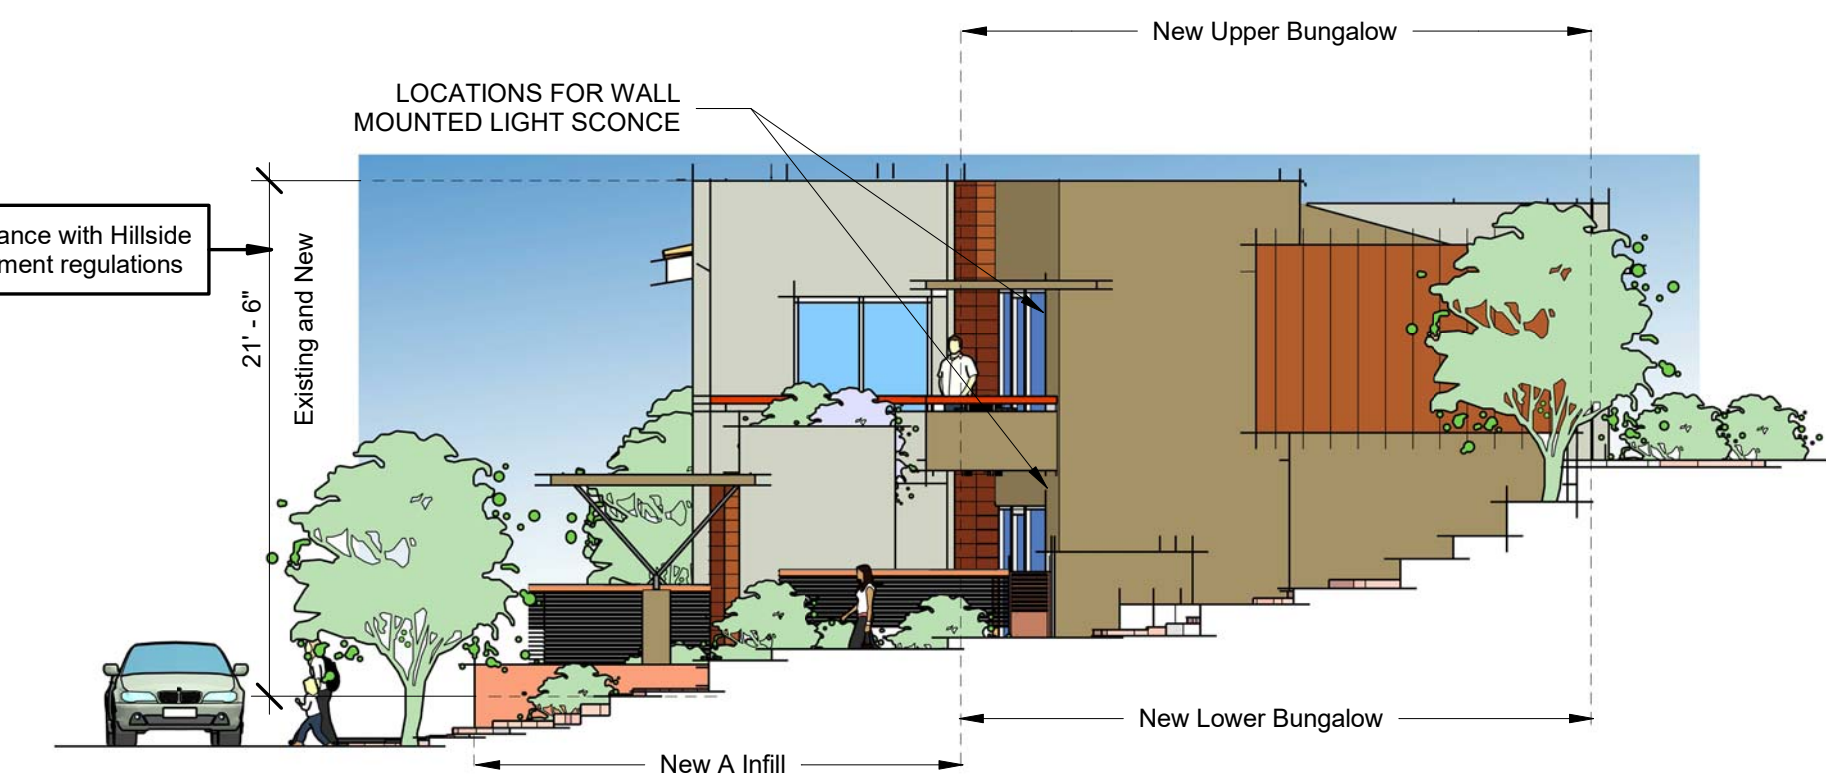 New Upper Bungalow
LOCATIONS FOR WALL
MOUNTED LIGHT SCONCE
ance with Hillside
ment regulations
21' - 6"
Existing and New
New Lower Bungalow
New A Infill